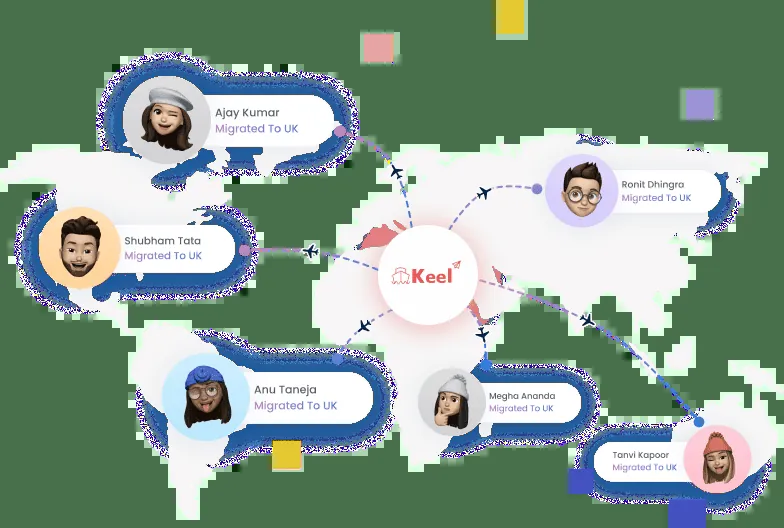 Ajay Kumar
Migrated To UK
Ronit Dhingra
Migrated To UK
Shubham Tata
Migrated To UK
Keel
Anu Taneja
Migrated To UK
Megha Ananda
Migrated To UK
Tanvi Kapoor
Migrated To UK